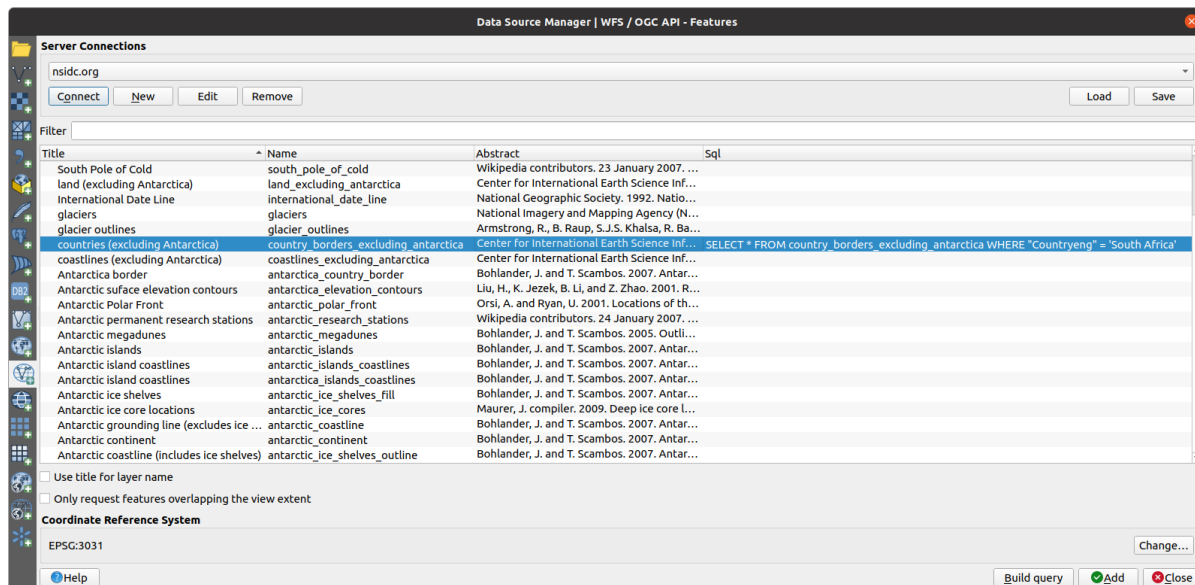 Data Source Manager | WFS / OGC API - Features
Server Connections
nsidc.org
Connect New Edit Remove Load Save
Filter
Title Name Abstract Sql
South Pole of Cold south_pole_of_cold Wikipedia contributors. 23 January 2007. ...
land (excluding Antarctica) land_excluding_antarctica Center for International Earth Science Inf...
International Date Line international_date_line National Geographic Society. 1992. Natio...
glaciers glaciers National Imagery and Mapping Agency (N...
glacier outlines glacier_outlines Armstrong, R., B. Raup, S.J.S. Khalsa, R. Ba...
countries (excluding Antarctica) country_borders_excluding_antarctica Center for International Earth Science Inf... SELECT * FROM country_borders_excluding_antarctica WHERE "Countryeng" = 'South Africa'
coastlines (excluding Antarctica) coastlines_excluding_antarctica Center for International Earth Science Inf...
Antarctica border antarctica_country_border Bohlander, J. and T. Scambos. 2007. Antar...
Antarctic suface elevation contours antarctica_elevation_contours Liu, H., K. Jezek, B. Li, and Z. Zhao. 2001. R...
Antarctic Polar Front antarctic_polar_front Orsi, A. and Ryan, U. 2001. Locations of th...
Antarctic permanent research stations antarctic_research_stations Wikipedia contributors. 24 January 2007. ...
Antarctic megadunes antarctic_megadunes Bohlander, J. and T. Scambos. 2005. Outli...
Antarctic islands antarctic_islands Bohlander, J. and T. Scambos. 2007. Antar...
Antarctic island coastlines antarctic_islands_coastlines Bohlander, J. and T. Scambos. 2007. Antar...
Antarctic island coastlines antarctica_islands_coastlines Bohlander, J. and T. Scambos. 2007. Antar...
Antarctic ice shelves antarctic_ice_shelves_fill Bohlander, J. and T. Scambos. 2007. Antar...
Antarctic ice core locations antarctic_ice_cores Maurer, J. compiler. 2009. Deep ice core l...
Antarctic grounding line (excludes ice ... antarctic_coastline Bohlander, J. and T. Scambos. 2007. Antar...
Antarctic continent antarctic_continent Bohlander, J. and T. Scambos. 2007. Antar...
Antarctic coastline (includes ice shelves) antarctic_ice_shelves_outline Bohlander, J. and T. Scambos. 2007. Antar...
DB2
Use title for layer name
Only request features overlapping the view extent
Coordinate Reference System
EPSG:3031 Change...
Help Build query Add Close